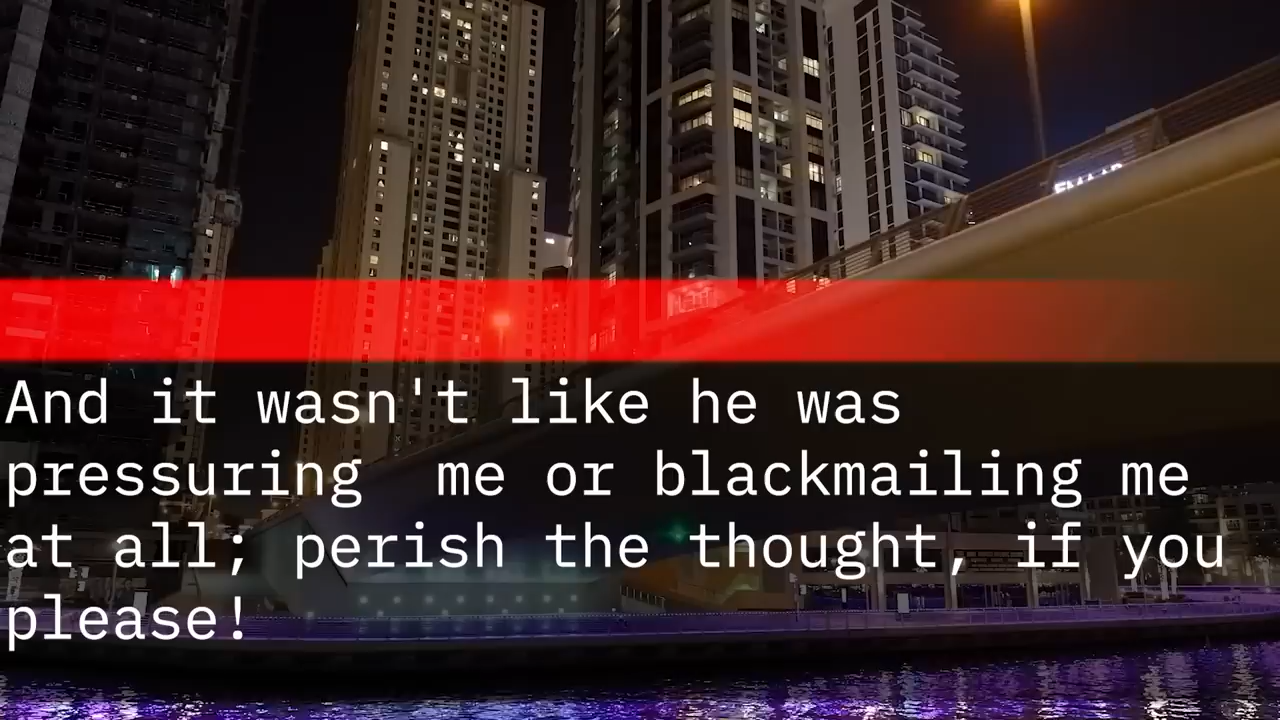 And it wasn't like he was
pressuring  me or blackmailing me
at all; perish the thought, if you
please!